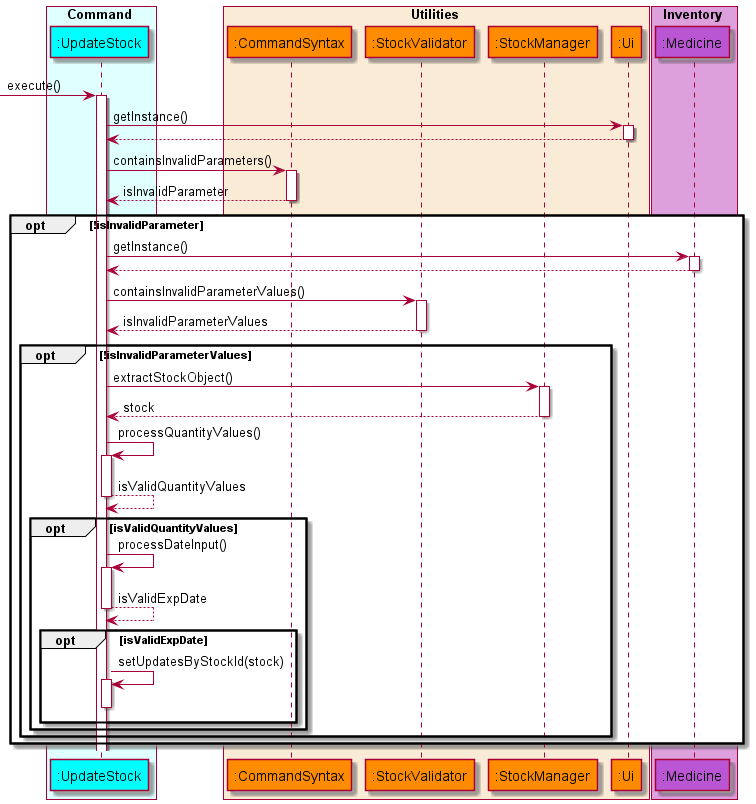 Command Utilities Inventory
:UpdateStock :CommandSyntax :StockValidator :StockManager :Ui :Medicine
execute()
getInstance()
containsInvalidParameters()
isInvalidParameter
opt [!isInvalidParameter]
getInstance()
containsInvalidParameterValues()
isInvalidParameterValues
opt [!isInvalidParameterValues]
extractStockObject()
stock
processQuantityValues()
isValidQuantityValues
opt [isValidQuantityValues]
processDateInput()
isValidExpDate
opt [isValidExpDate]
setUpdatesByStockId(stock)
:UpdateStock :CommandSyntax :StockValidator :StockManager :Ui :Medicine